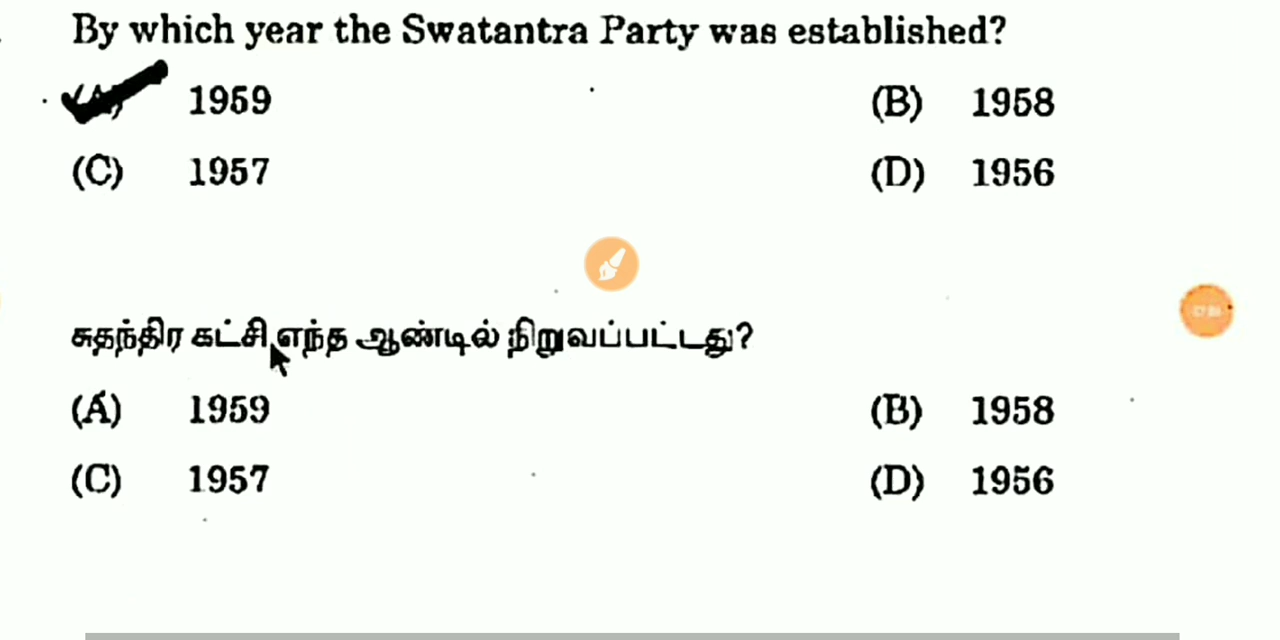 By which year the Swatantra Party was established?
(A) 1959 (B) 1958
(C) 1957 (D) 1956
சுதந்திர கட்சி எந்த ஆண்டில் நிறுவப்பட்டது?
(A) 1959 (B) 1958
(C) 1957 (D) 1956